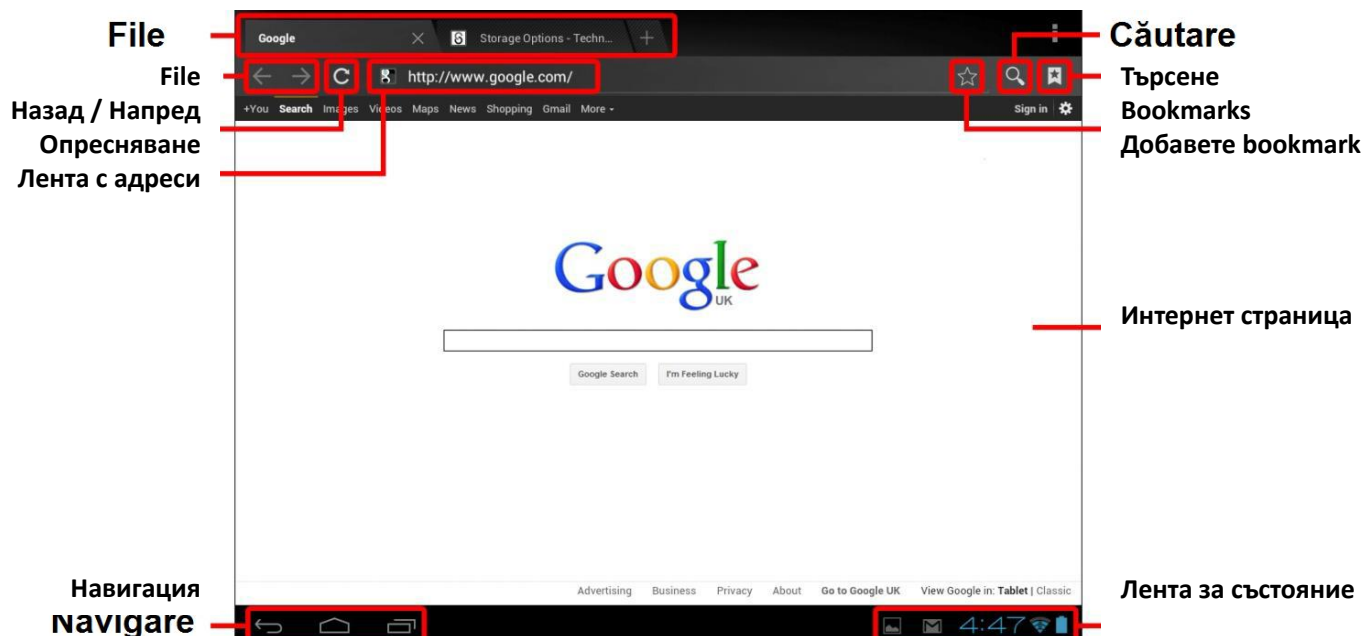 File
File
Назад / Напред
Опресняване
Лента с адреси
Google
Storage Options - Techn...
http://www.google.com/
+You Search Images Videos Maps News Shopping Gmail More
Sign in
Căutare
Търсене
Bookmarks
Добавете bookmark
Google
UK
Google Search I'm Feeling Lucky
Интернет страница
Advertising Business Privacy About Go to Google UK View Google in: Tablet | Classic
Навигация
Navigare
4:47
Лента за състояние